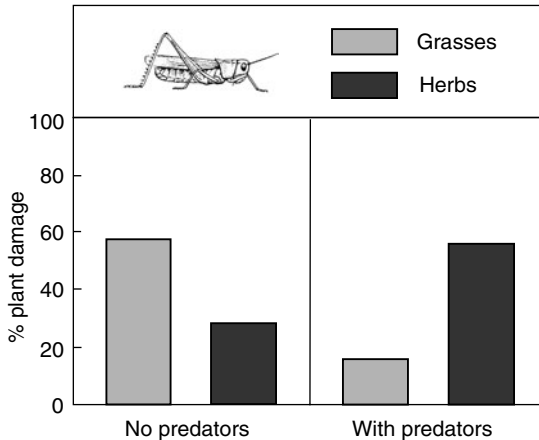 Grasses
Herbs
% plant damage
100
80
60
40
20
0
No predators
With predators